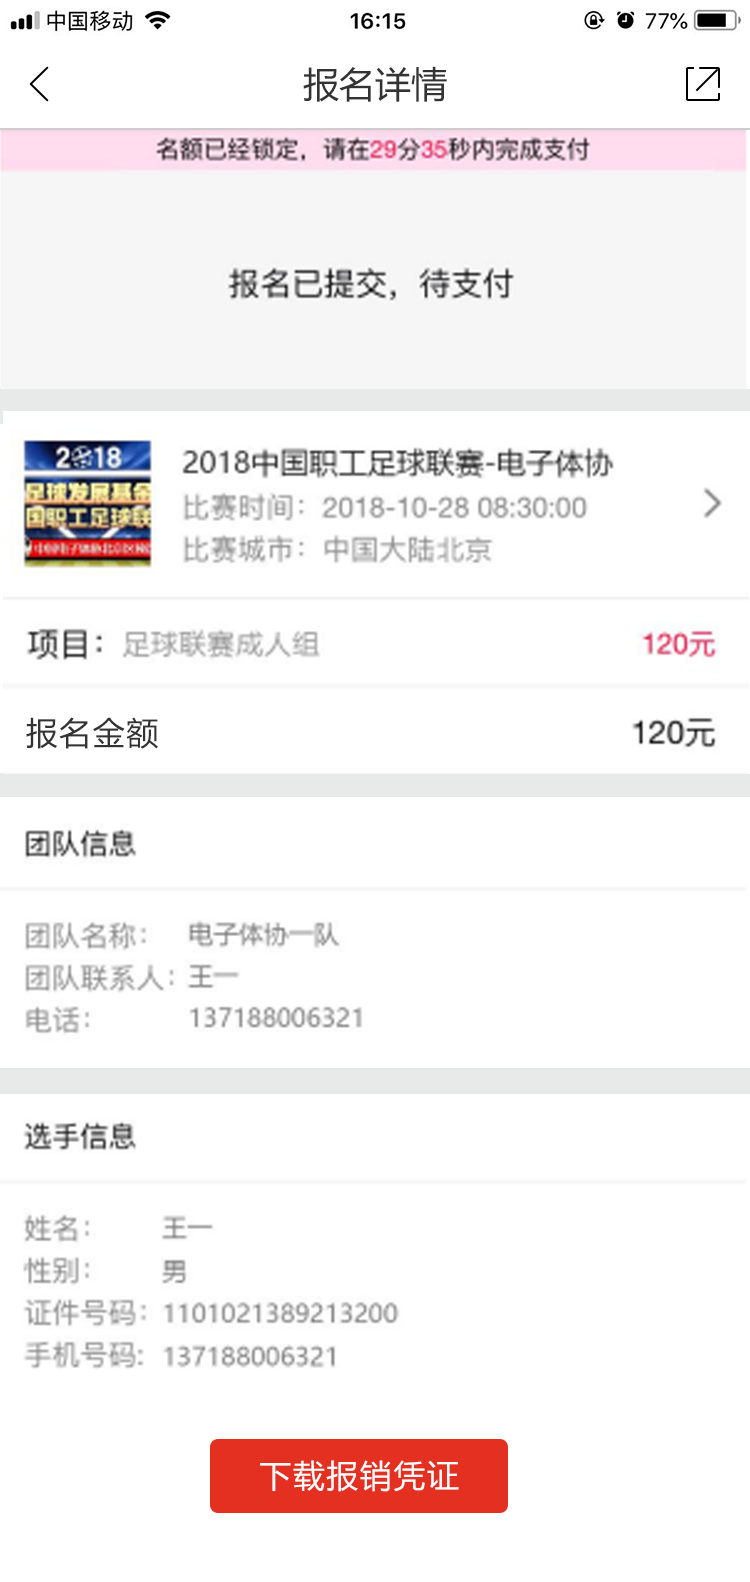 中国移动 16:15 77%
报名详情
名额已经锁定，请在29分35秒内完成支付
报名已提交，待支付
2018
足球发展基金
国职工足球联
2018中国职工足球联赛-电子体协
比赛时间：2018-10-28 08:30:00
比赛城市：中国大陆北京
项目：足球联赛成人组 120元
报名金额 120元
团队信息
团队名称：电子体协一队
团队联系人：王一
电话：137188006321
选手信息
姓名：王一
性别：男
证件号码：1101021389213200
手机号码：137188006321
下载报销凭证